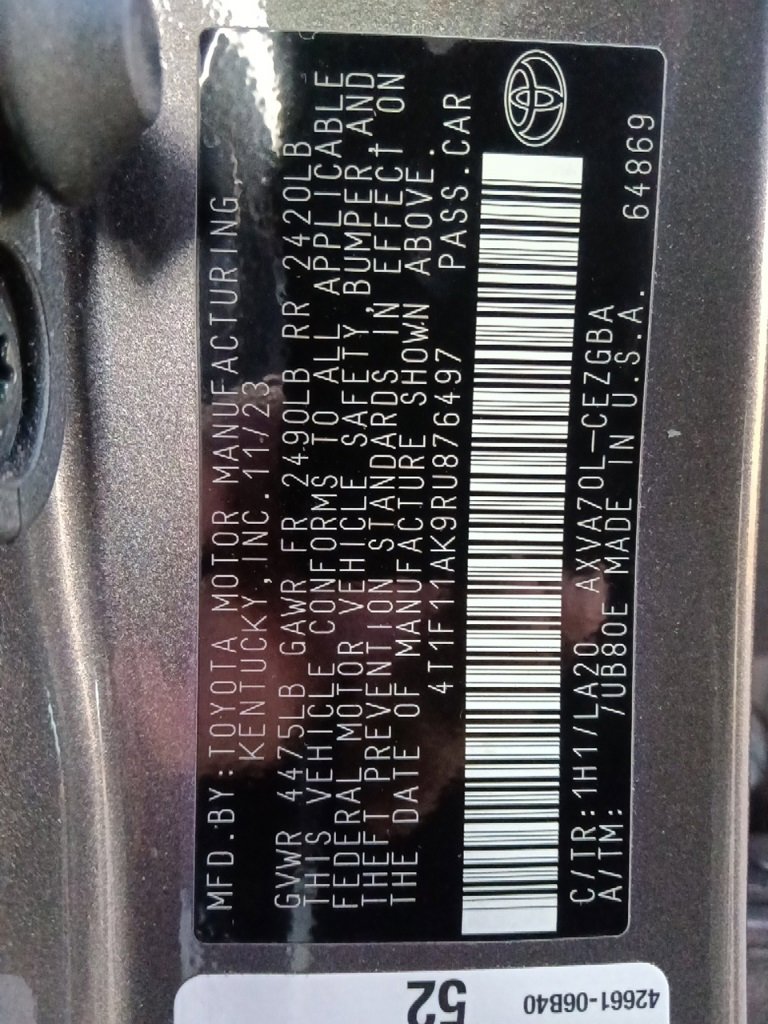 MFD.BY:TOYOTA MOTOR MANUFACTURING,
KENTUCKY,INC.11/23
GVWR 4475LB GAWR FR 2490LB RR 2420LB
THIS VEHICLE CONFORMS TO ALL APPLICABLE
FEDERAL MOTOR VEHICLE SAFETY, BUMPER,AND
THEFT PREVENTION STANDARDS IN EFFECT ON
THE DATE OF MANUFACTURE SHOWN ABOVE.
4T1F11AK9RU876497 PASS.CAR
C/TR:1H1/LA20 AXVA70L-CEZGBA
A/TM: /UB80E MADE IN U.S.A. 64869
52
42661-06B40